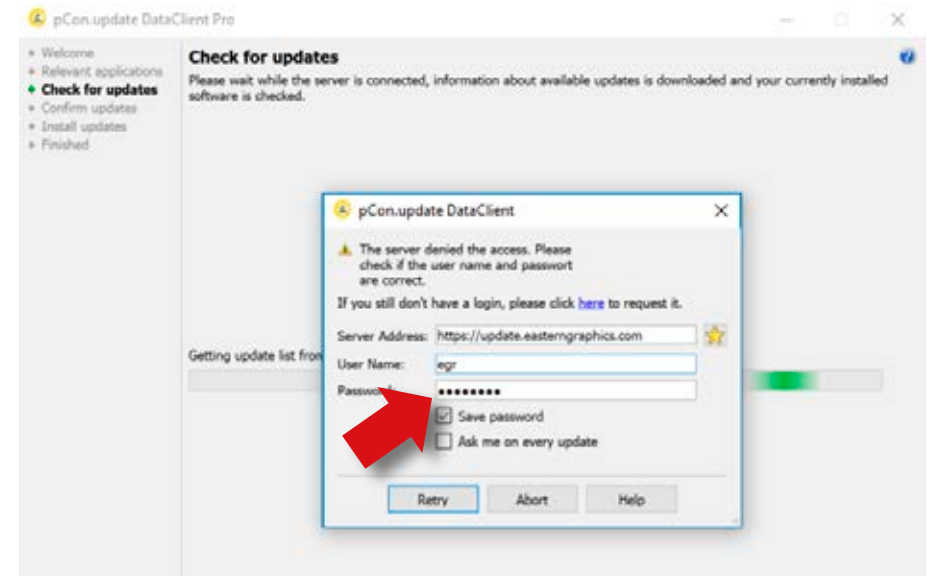 pCon.update DataClient Pro
Welcome
Relevant applications
Check for updates
Confirm updates
Install updates
Finished
Check for updates
Please wait while the server is connected, information about available updates is downloaded and your currently installed
software is checked.
Getting update list from
pCon.update DataClient
The server denied the access. Please
check if the user name and passwort
are correct.
If you still don't have a login, please click here to request it.
Server Address: https://update.easterngraphics.com
User Name: egr
●●●●●●●●
Save password
Ask me on every update
Retry Abort Help